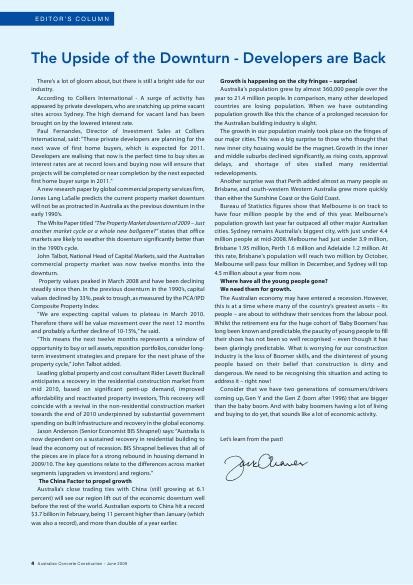 EDITOR'S COLUMN
The Upside of the Downturn - Developers are Back
There's a lot of gloom about, but there is still a bright side for our
industry.
According to Colliers International - A surge of activity has
appeared by private developers, who are snatching up prime vacant
sites across Sydney. The high demand for vacant land has been
brought on by the lowered interest rate.
Paul Fernandes, Director of Investment Sales at Colliers
International, said: "These private developers are planning for the
next wave of first home buyers, which is expected for 2011.
Developers are realising that now is the perfect time to buy sites as
interest rates are at record lows and buying now will ensure that
projects will be completed or near completion by the next expected
first home buyer surge in 2011."
A new research paper by global commercial property services firm,
Jones Lang LaSalle predicts the current property market downturn
will not be as protracted in Australia as the previous downturn in the
early 1990's.
The White Paper titled "The Property Market downturn of 2009 – Just
another market cycle or a whole new ballgame?" states that office
markets are likely to weather this downturn significantly better than
in the 1990's cycle.
John Talbot, National Head of Capital Markets, said the Australian
commercial property market was now twelve months into the
downturn.
Property values peaked in March 2008 and have been declining
steadily since then. In the previous downturn in the 1990's, capital
values declined by 33%, peak to trough, as measured by the PCA/IPD
Composite Property Index.
"We are expecting capital values to plateau in March 2010.
Therefore there will be value movement over the next 12 months
and probably a further decline of 10-15%," he said.
"This means the next twelve months represents a window of
opportunity to buy or sell assets, reposition portfolios, consider long-
term investment strategies and prepare for the next phase of the
property cycle," John Talbot added.
Leading global property and cost consultant Rider Levett Bucknall
anticipates a recovery in the residential construction market from
mid 2010, based on significant pent-up demand, improved
affordability and reactivated property investors, This recovery will
coincide with a revival in the non-residential construction market
towards the end of 2010 underpinned by substantial government
spending on built infrastructure and recovery in the global economy.
Jason Anderson (Senior Economist BIS Shrapnel) says: "Australia is
now dependent on a sustained recovery in residential building to
lead the economy out of recession. BIS Shrapnel believes that all of
the pieces are in place for a strong rebound in housing demand in
2009/10. The key questions relate to the differences across market
segments (upgraders vs investors) and regions."
The China Factor to propel growth
Australia's close trading ties with China (still growing at 6.1
percent) will see our region lift out of the economic downturn well
before the rest of the world. Australian exports to China hit a record
$3.7 billion in February, being 11 percent higher than January (which
was also a record), and more than double of a year earlier.
Growth is happening on the city fringes – surprise!
Australia's population grew by almost 360,000 people over the
year to 21.4 million people. In comparison, many other developed
countries are losing population. When we have outstanding
population growth like this the chance of a prolonged recession for
the Australian building industry is slight.
The growth in our population mainly took place on the fringes of
our major cities. This was a big surprise to those who thought that
new inner city housing would be the magnet. Growth in the inner
and middle suburbs declined significantly, as rising costs, approval
delays, and shortage of sites stalled many residential
redevelopments.
Another surprise was that Perth added almost as many people as
Brisbane, and south-western Western Australia grew more quickly
than either the Sunshine Coast or the Gold Coast.
Bureau of Statistics figures show that Melbourne is on track to
have four million people by the end of this year. Melbourne's
population growth last year far outpaced all other major Australian
cities. Sydney remains Australia's biggest city, with just under 4.4
million people at mid-2008, Melbourne had just under 3.9 million,
Brisbane 1.95 million, Perth 1.6 million and Adelaide 1.2 million. At
this rate, Brisbane's population will reach two million by October,
Melbourne will pass four million in December, and Sydney will top
4.5 million about a year from now.
Where have all the young people gone?
We need them for growth.
The Australian economy may have entered a recession. However,
this is at a time where many of the country's greatest assets – its
people – are about to withdraw their services from the labour pool.
Whilst the retirement era for the huge cohort of 'Baby Boomers' has
long been known and predictable, the paucity of young people to fill
their shoes has not been so well recognised – even though it has
been glaringly predictable. What is worrying for our construction
industry is the loss of Boomer skills, and the disinterest of young
people based on their belief that construction is dirty and
dangerous. We need to be recognising this situation and acting to
address it – right now!
Consider that we have two generations of consumers/drivers
coming up, Gen Y and the Gen Z (born after 1996) that are bigger
than the baby boom. And with baby boomers having a lot of living
and buying to do yet, that sounds like a lot of economic activity.
Let's learn from the past!
4 Australian Concrete Construction – June 2009